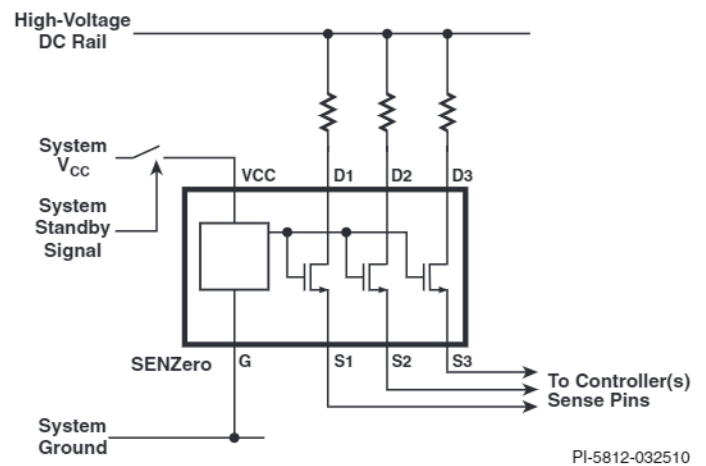 High-Voltage
DC Rail
System
VCC
System
Standby
Signal
VCC
D1
D2
D3
SENZero
G
S1
S2
S3
To Controller(s)
Sense Pins
System
Ground
PI-5812-032510